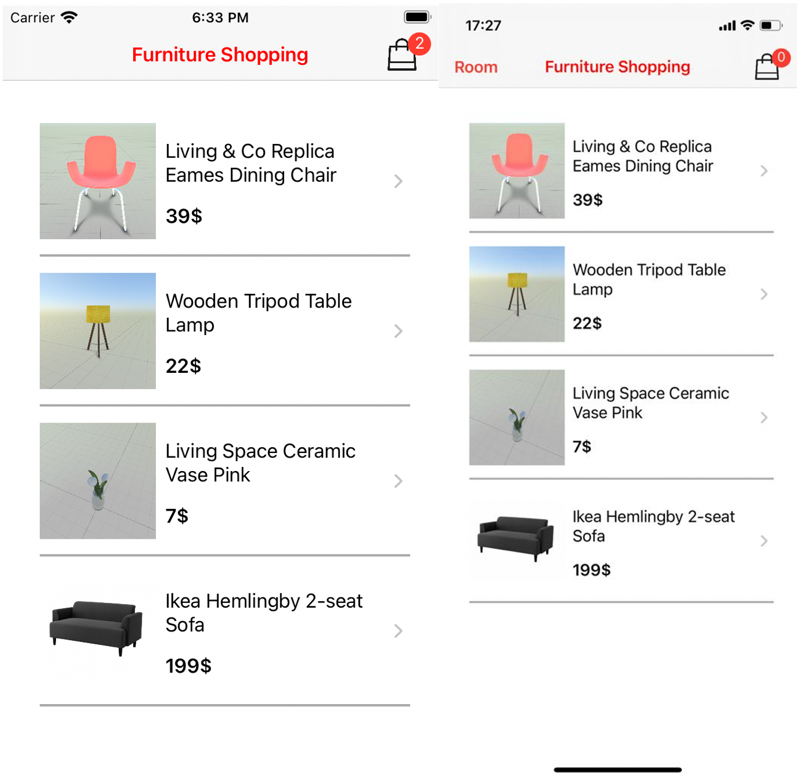 Carrier 6:33 PM
Furniture Shopping 2
Living & Co Replica
Eames Dining Chair
39$
Wooden Tripod Table
Lamp
22$
Living Space Ceramic
Vase Pink
7$
Ikea Hemlingby 2-seat
Sofa
199$
17:27
Room Furniture Shopping 0
Living & Co Replica
Eames Dining Chair
39$
Wooden Tripod Table
Lamp
22$
Living Space Ceramic
Vase Pink
7$
Ikea Hemlingby 2-seat
Sofa
199$